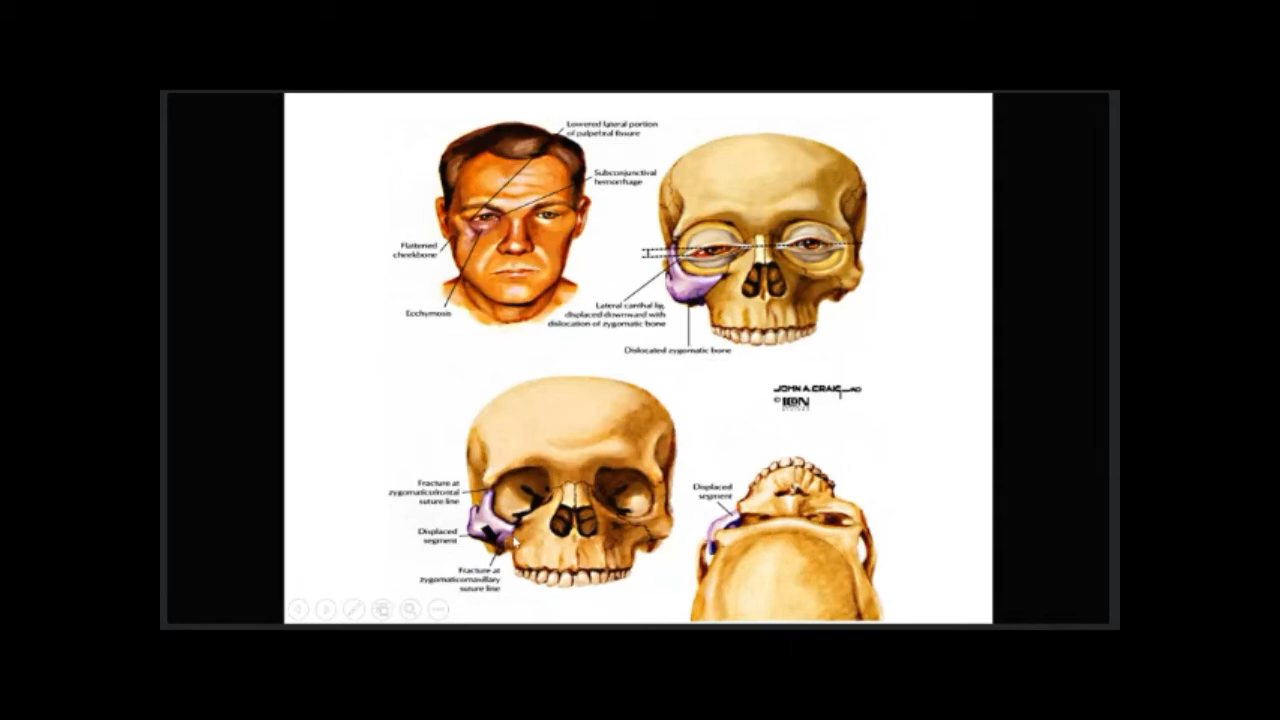 Lowered lateral portion
of palpebral fissure
Subconjunctival
hemorrhage
Flattened
cheekbone
Ecchymosis
Lateral canthal lig.
displaced downward with
dislocation of zygomatic bone
Dislocated zygomatic bone
JOHN A. CRAIG MD
© ICON
Fracture at
zygomaticofrontal
suture line
Displaced
segment
Fracture at
zygomaticomaxillary
suture line
Displaced
segment